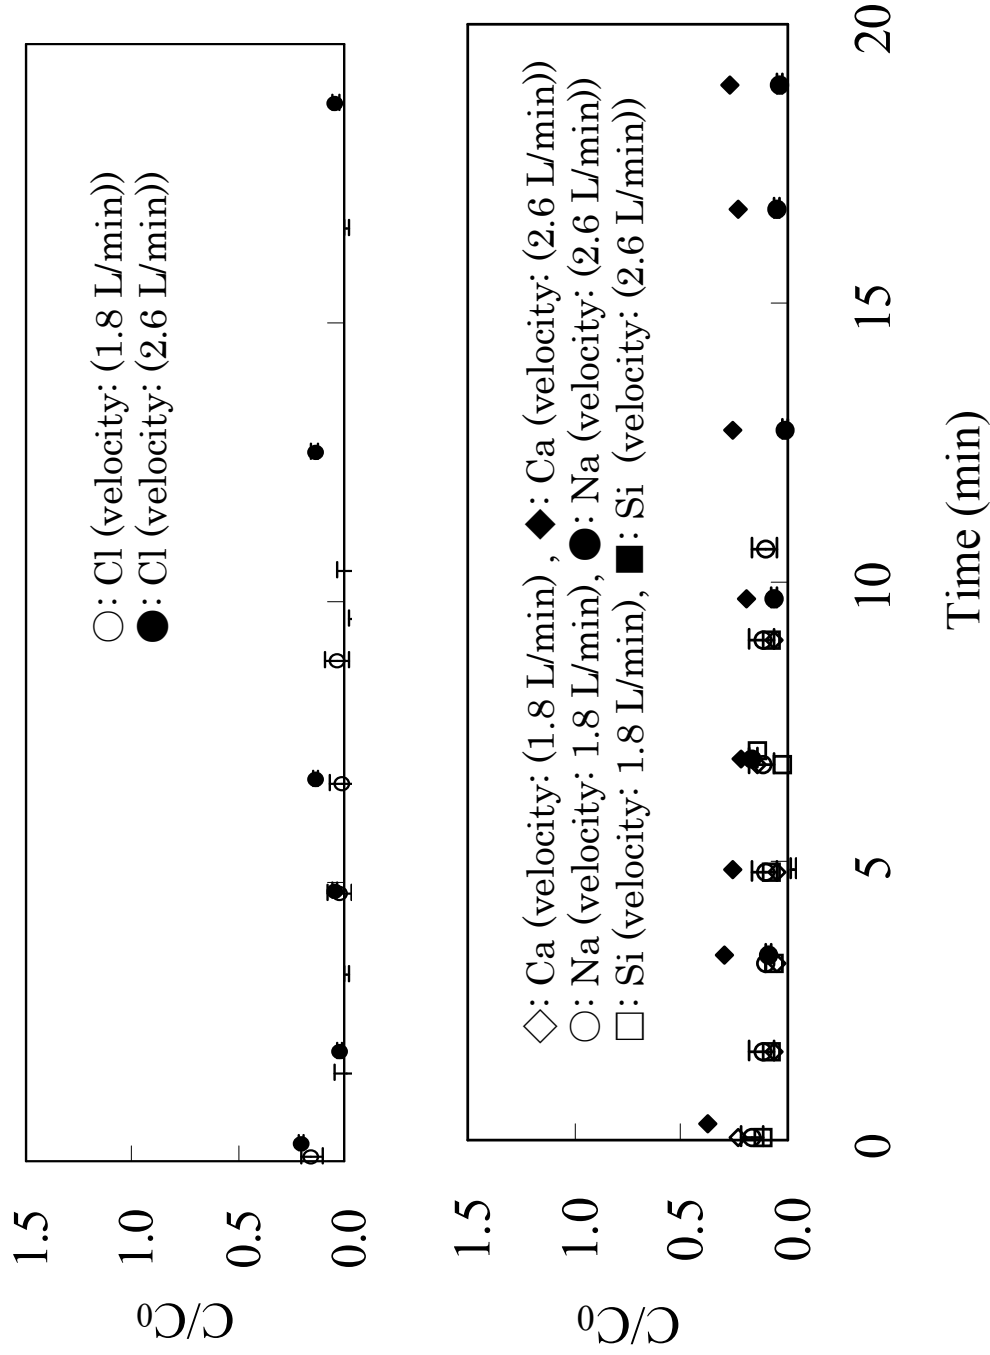 C/C0
1.5
1.0
0.5
0.0
○: Cl (velocity: (1.8 L/min))
●: Cl (velocity: (2.6 L/min))
C/C0
1.5
1.0
0.5
0.0
◇: Ca (velocity: (1.8 L/min) , ◆: Ca (velocity: (2.6 L/min))
○: Na (velocity: 1.8 L/min), ●: Na (velocity: (2.6 L/min))
□: Si (velocity: 1.8 L/min), ■: Si (velocity: (2.6 L/min))
0 5 10 15 20
Time (min)